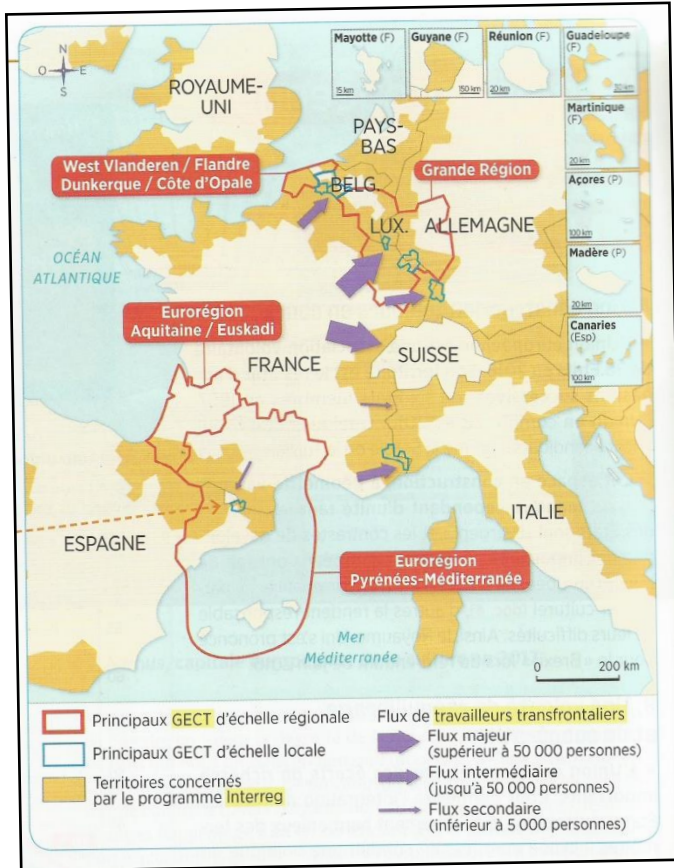 Mayotte (F)
15 km
Guyane (F)
150 km
Réunion (F)
20 km
Guadeloupe
(F)
30 km
Martinique
(F)
20 km
Açores (P)
100 km
Madère (P)
20 km
Canaries
(Esp)
100 km
N
O
E
S
ROYAUME-
UNI
PAYS-
BAS
West Vlanderen / Flandre
Dunkerque / Côte d'Opale
BELG.
Grande Région
LUX.
ALLEMAGNE
OCÉAN
ATLANTIQUE
Eurorégion
Aquitaine / Euskadi
FRANCE
SUISSE
ESPAGNE
ITALIE
Eurorégion
Pyrénées-Méditerranée
Mer
Méditerranée
0
200 km
Principaux GECT d'échelle régionale
Principaux GECT d'échelle locale
Territoires concernés
par le programme Interreg
Flux de travailleurs transfrontaliers
Flux majeur
(supérieur à 50 000 personnes)
Flux intermédiaire
(jusqu'à 50 000 personnes)
Flux secondaire
(inférieur à 5 000 personnes)